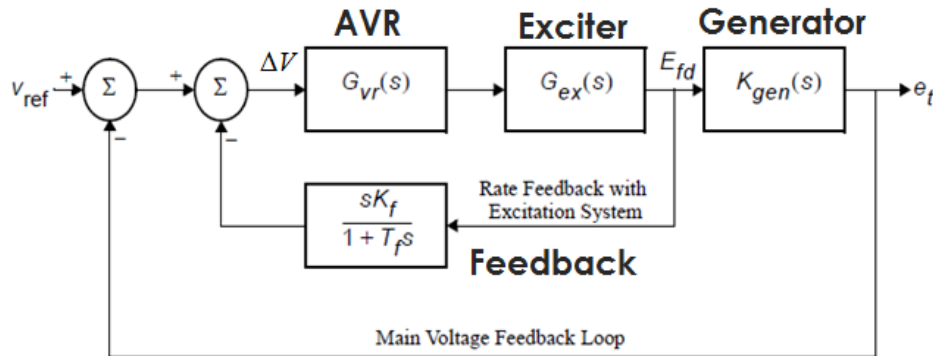 AVR
Exciter
Generator
v_ref
+
Σ
−
+
Σ
−
ΔV
G_vr(s)
G_ex(s)
E_fd
K_gen(s)
e_t
sK_f
1 + T_f s
Rate Feedback with
Excitation System
Feedback
Main Voltage Feedback Loop